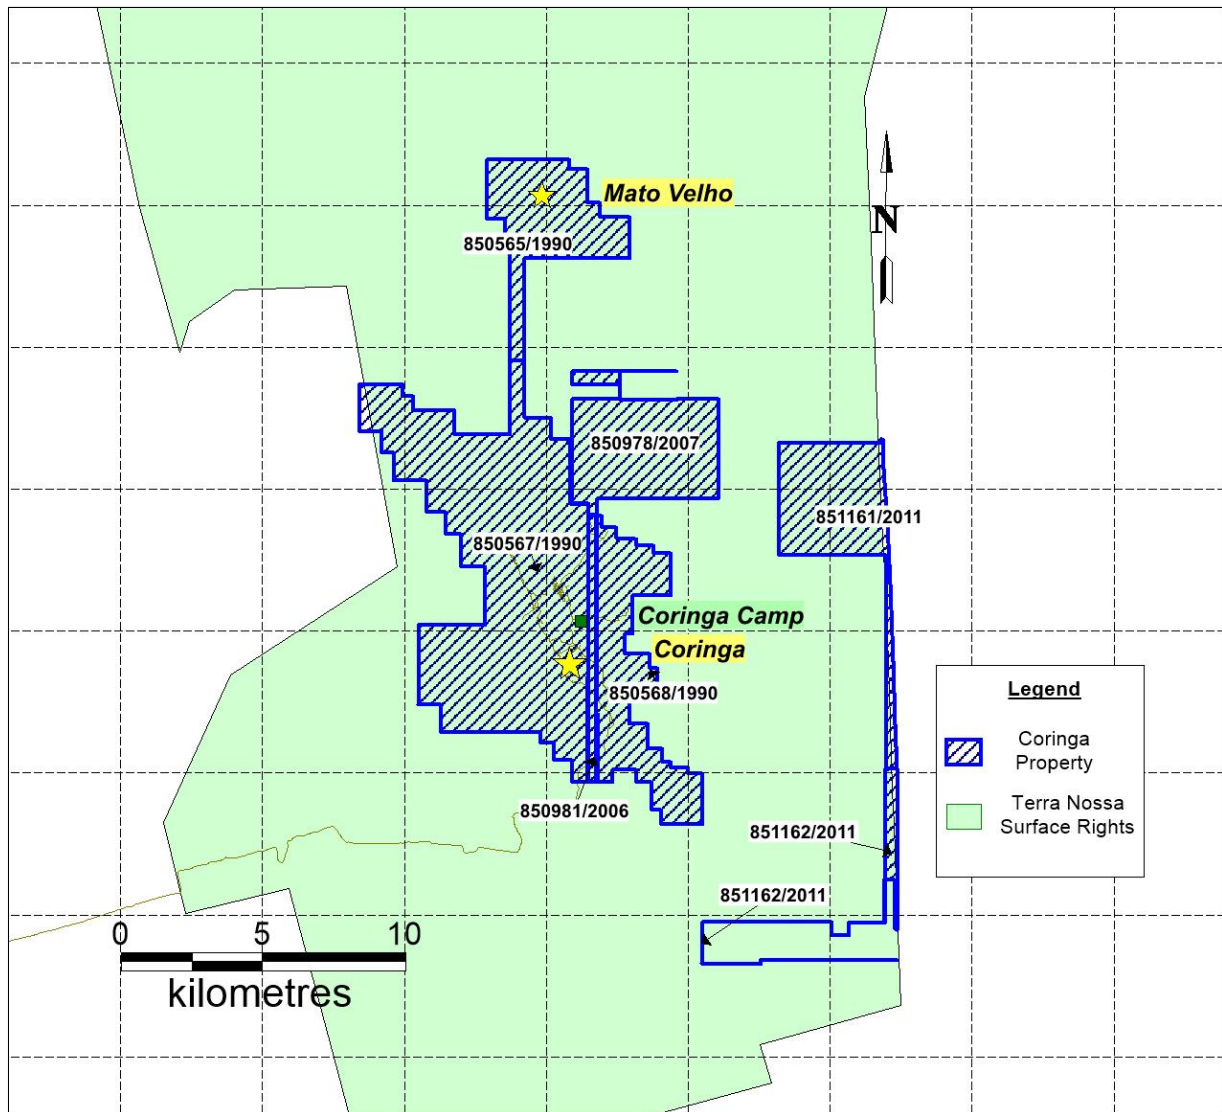 Mato Velho
N
850565/1990
850978/2007
851161/2011
850567/1990
Coringa Camp
Coringa
850568/1990
850981/2006
851162/2011
851162/2011
Legend
Coringa
Property
Terra Nossa
Surface Rights
0 5 10
kilometres